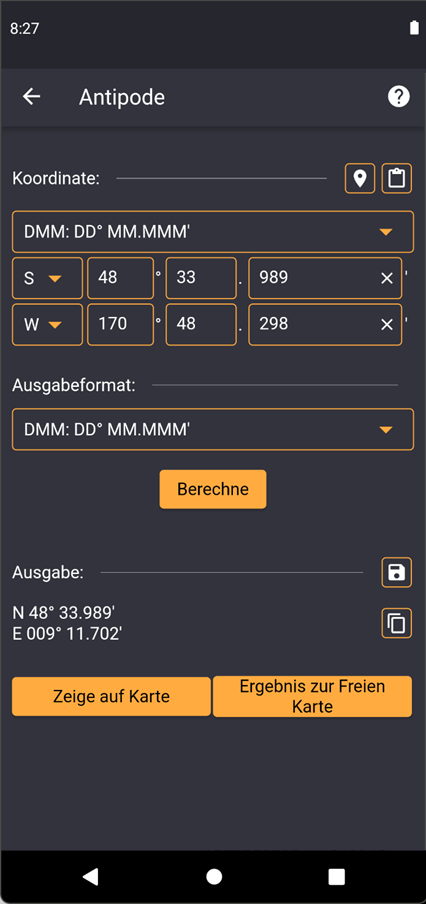 8:27
Antipode
Koordinate:
DMM: DD° MM.MMM'
S 48 ° 33 . 989 '
W 170 ° 48 . 298 '
Ausgabeformat:
DMM: DD° MM.MMM'
Berechne
Ausgabe:
N 48° 33.989'
E 009° 11.702'
Zeige auf Karte
Ergebnis zur Freien
Karte